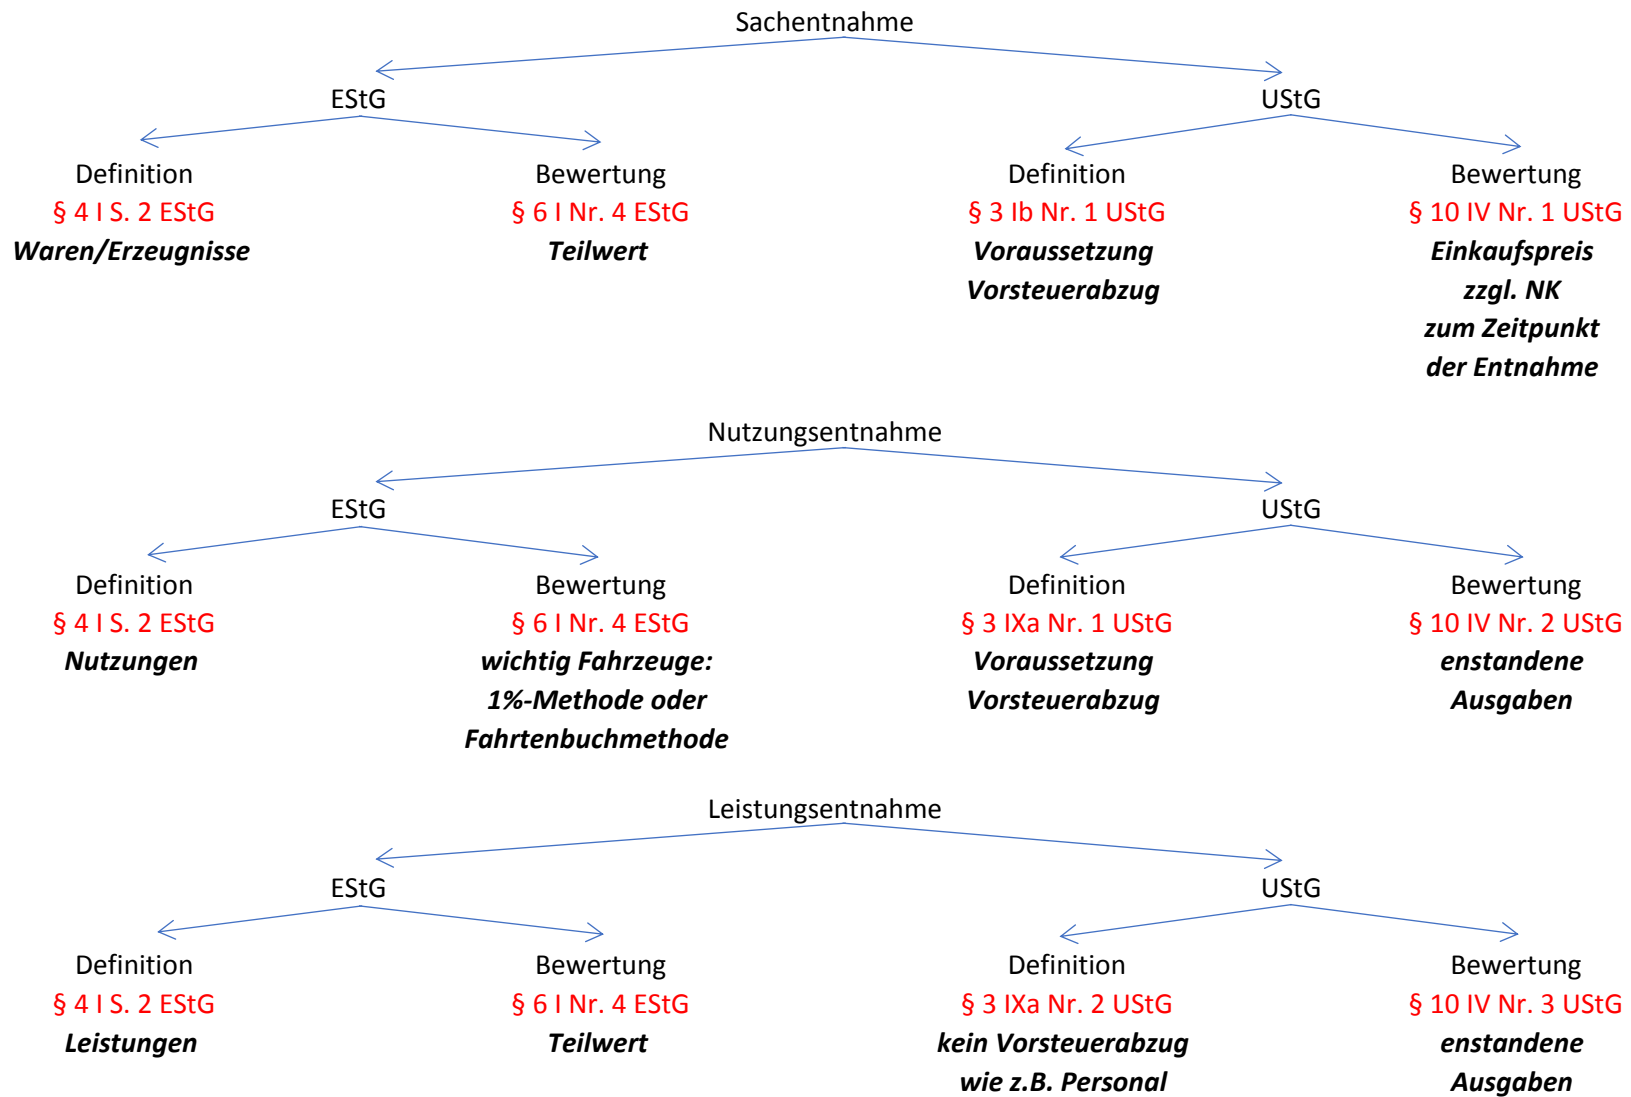 Sachentnahme
EStG
UStG
Definition
Bewertung
Definition
Bewertung
§ 4 I S. 2 EStG
§ 6 I Nr. 4 EStG
§ 3 Ib Nr. 1 UStG
§ 10 IV Nr. 1 UStG
Waren/Erzeugnisse
Teilwert
Voraussetzung
Einkaufspreis
Vorsteuerabzug
zzgl. NK
zum Zeitpunkt
der Entnahme
Nutzungsentnahme
EStG
UStG
Definition
Bewertung
Definition
Bewertung
§ 4 I S. 2 EStG
§ 6 I Nr. 4 EStG
§ 3 IXa Nr. 1 UStG
§ 10 IV Nr. 2 UStG
Nutzungen
wichtig Fahrzeuge:
Voraussetzung
enstandene
1%-Methode oder
Vorsteuerabzug
Ausgaben
Fahrtenbuchmethode
Leistungsentnahme
EStG
UStG
Definition
Bewertung
Definition
Bewertung
§ 4 I S. 2 EStG
§ 6 I Nr. 4 EStG
§ 3 IXa Nr. 2 UStG
§ 10 IV Nr. 3 UStG
Leistungen
Teilwert
kein Vorsteuerabzug
enstandene
wie z.B. Personal
Ausgaben